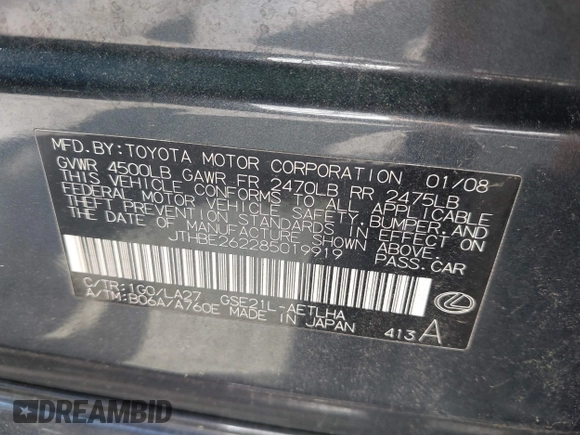 MFD.BY:TOYOTA MOTOR CORPORATION 01/08
GVWR 4500LB GAWR FR 2470LB RR 2475LB
THIS VEHICLE CONFORMS TO ALL APPLICABLE
FEDERAL MOTOR VEHICLE SAFETY,BUMPER,AND
THEFT PREVENTION STANDARDS IN EFFECT ON
THE DATE OF MANUFACTURE SHOWN ABOVE.
JTHBE262285019919 PASS.CAR
C/TR:1G0/LA27 GSE21L-AETLHA
A/TM:B06A/A760E MADE IN JAPAN
413 A
DREAMBID